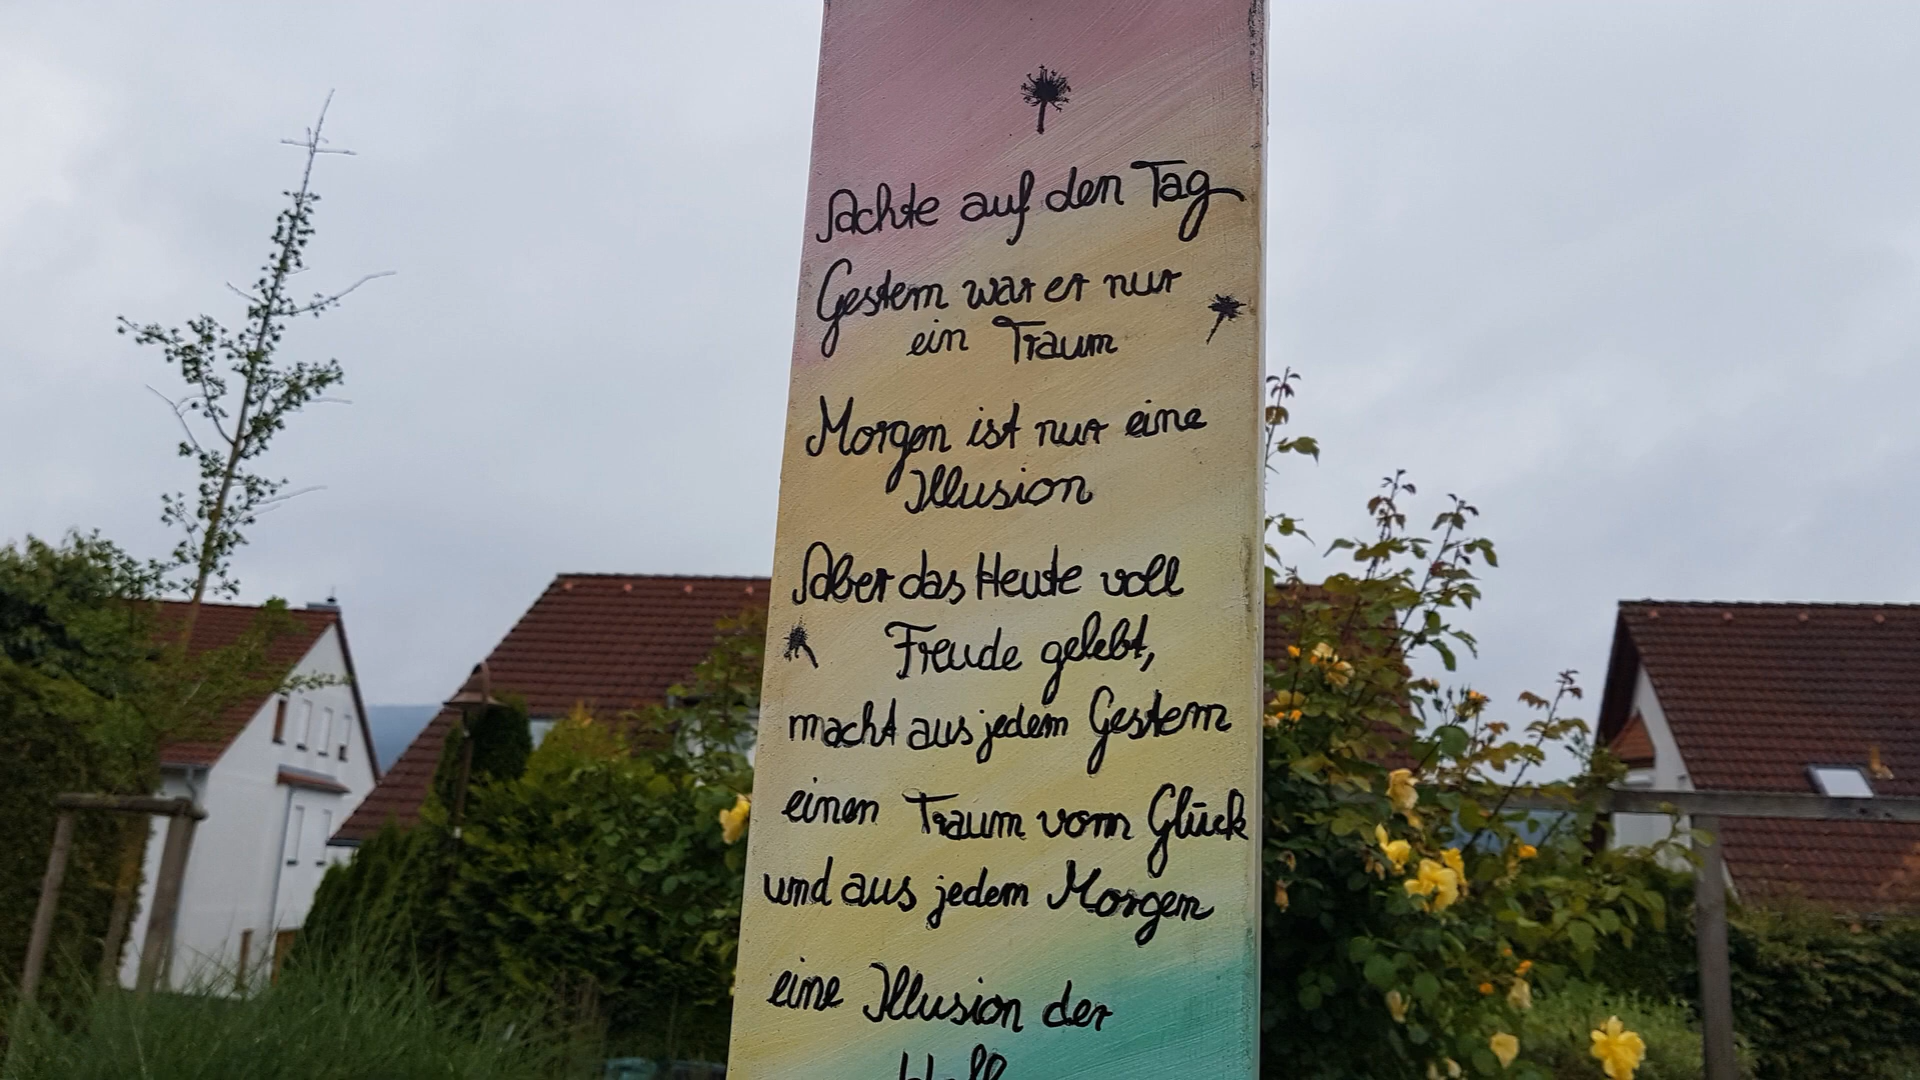 Achte auf den Tag
Gestern war er nur
ein Traum
Morgen ist nur eine
Illusion
Aber das Heute voll
Freude gelebt,
macht aus jedem Gestern
einen Traum vom Glück
und aus jedem Morgen
eine Illusion der